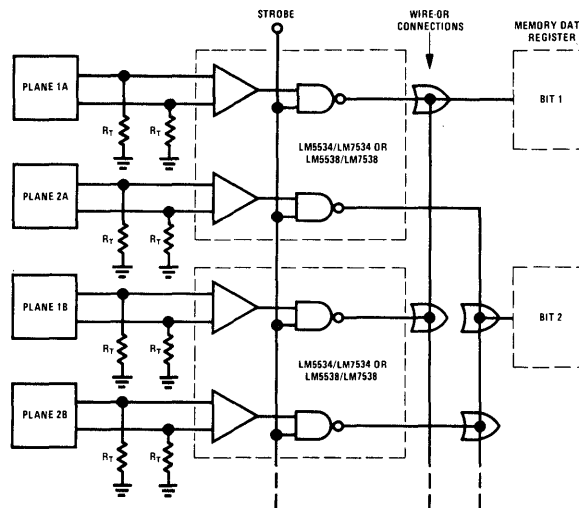 STROBE
WIRE-OR
CONNECTIONS
MEMORY DATA
REGISTER
PLANE 1A
RT
RT
BIT 1
LM5534/LM7534 OR
LM5538/LM7538
PLANE 2A
RT
RT
PLANE 1B
RT
RT
BIT 2
LM5534/LM7534 OR
LM5538/LM7538
PLANE 2B
RT
RT